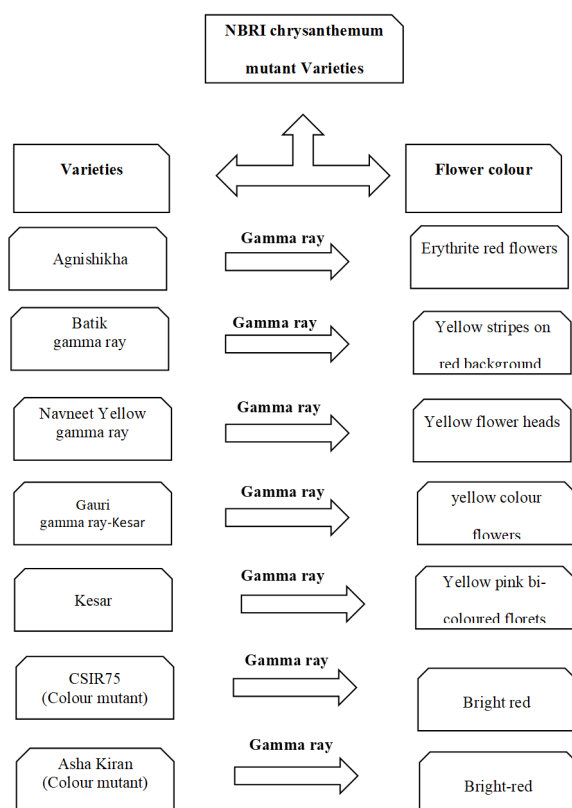 NBRI chrysanthemum
mutant Varieties
Varieties
Flower colour
Agnishikha
Gamma ray
Erythrite red flowers
Batik
gamma ray
Gamma ray
Yellow stripes on
red background
Navneet Yellow
gamma ray
Gamma ray
Yellow flower heads
Gauri
gamma ray-Kesar
Gamma ray
yellow colour
flowers
Kesar
Gamma ray
Yellow pink bi-
coloured florets
CSIR75
(Colour mutant)
Gamma ray
Bright red
Asha Kiran
(Colour mutant)
Gamma ray
Bright-red